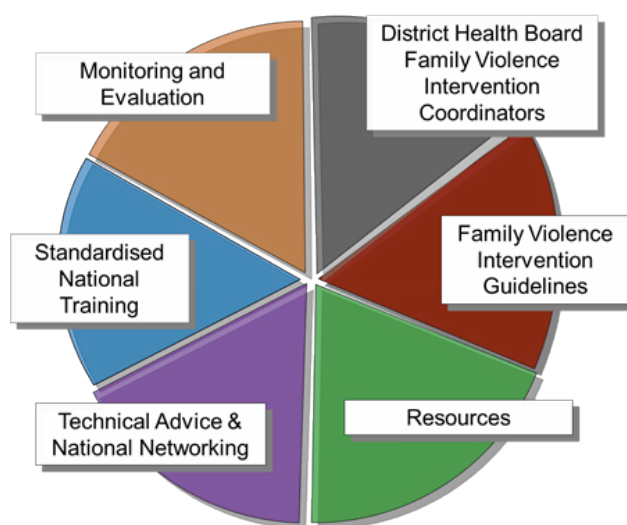 District Health Board
Family Violence
Intervention
Coordinators
Family Violence
Intervention
Guidelines
Resources
Technical Advice &
National Networking
Standardised
National
Training
Monitoring and
Evaluation